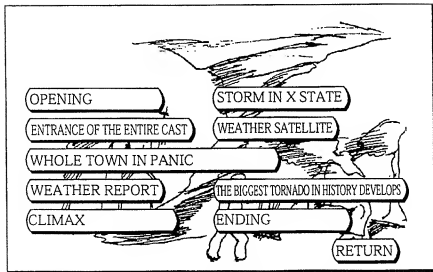 OPENING
STORM IN X STATE
ENTRANCE OF THE ENTIRE CAST
WEATHER SATELLITE
WHOLE TOWN IN PANIC
WEATHER REPORT
THE BIGGEST TORNADO IN HISTORY DEVELOPS
CLIMAX
ENDING
RETURN